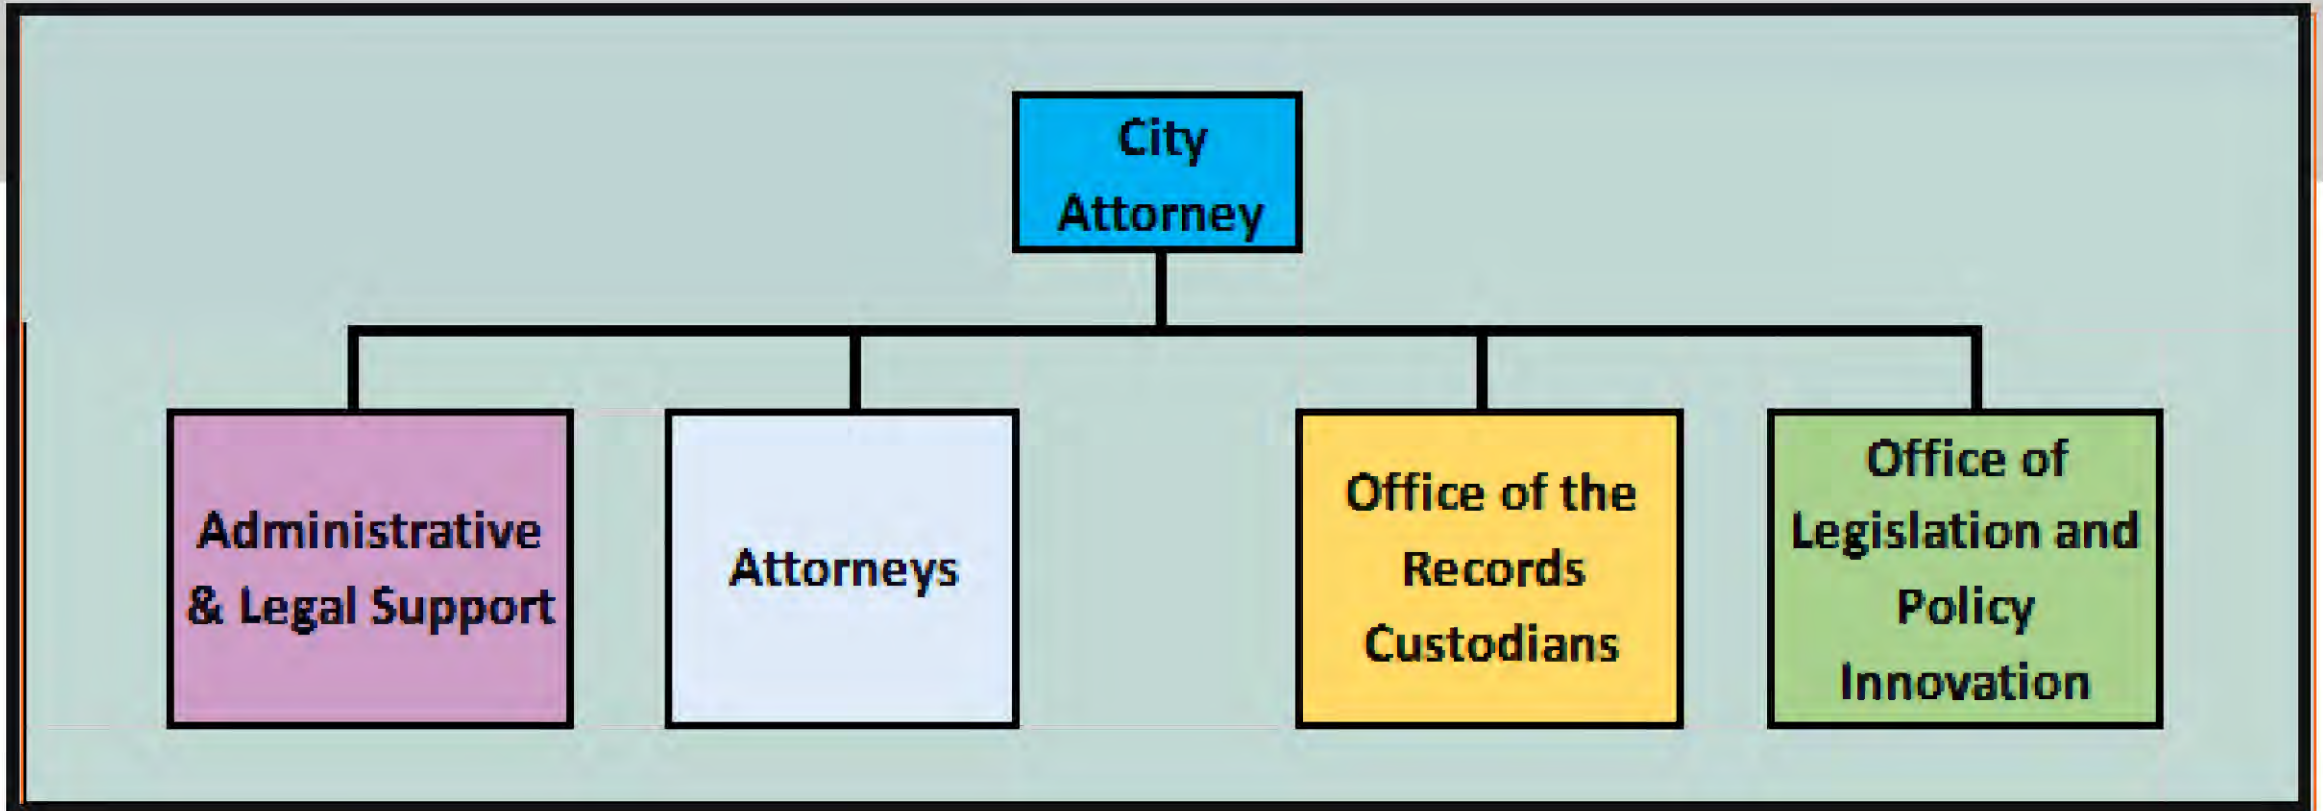 City
Attorney
Administrative
& Legal Support
Attorneys
Office of the
Records
Custodians
Office of
Legislation and
Policy
Innovation